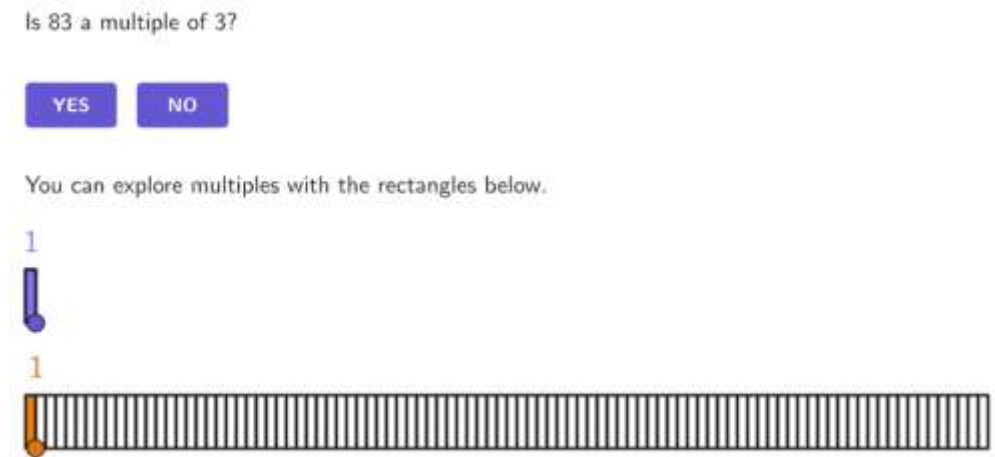 Is 83 a multiple of 3?
YES NO
You can explore multiples with the rectangles below.
1
1